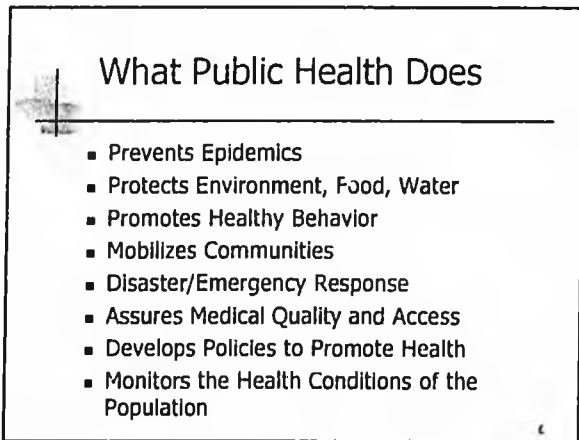 What Public Health Does
▪ Prevents Epidemics
▪ Protects Environment, Food, Water
▪ Promotes Healthy Behavior
▪ Mobilizes Communities
▪ Disaster/Emergency Response
▪ Assures Medical Quality and Access
▪ Develops Policies to Promote Health
▪ Monitors the Health Conditions of the
Population